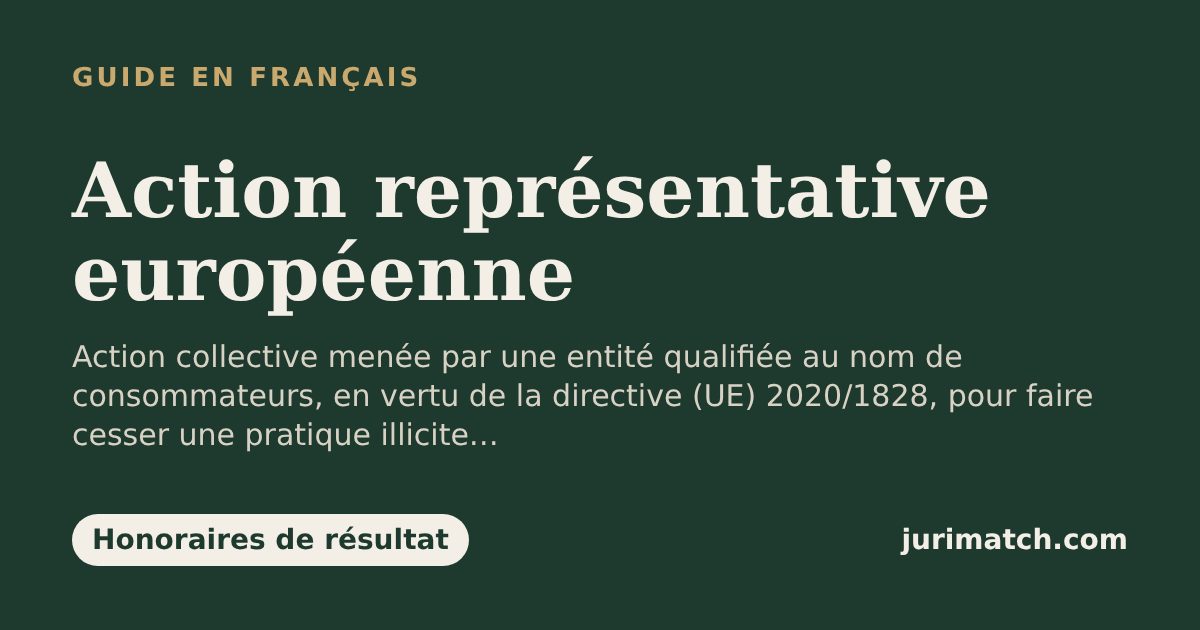 GUIDE EN FRANÇAIS
Action représentative
européenne
Action collective menée par une entité qualifiée au nom de
consommateurs, en vertu de la directive (UE) 2020/1828, pour faire
cesser une pratique illicite…
Honoraires de résultat
jurimatch.com